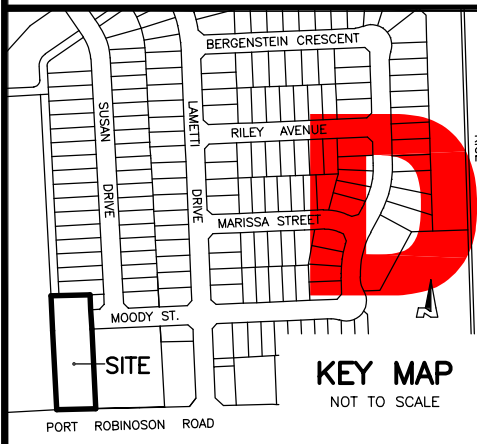 BERGENSTEIN CRESCENT
SUSAN DRIVE
LAMETTI DRIVE
RILEY AVENUE
D
MARISSA STREET
MOODY ST.
SITE
KEY MAP
NOT TO SCALE
PORT ROBINOSON ROAD